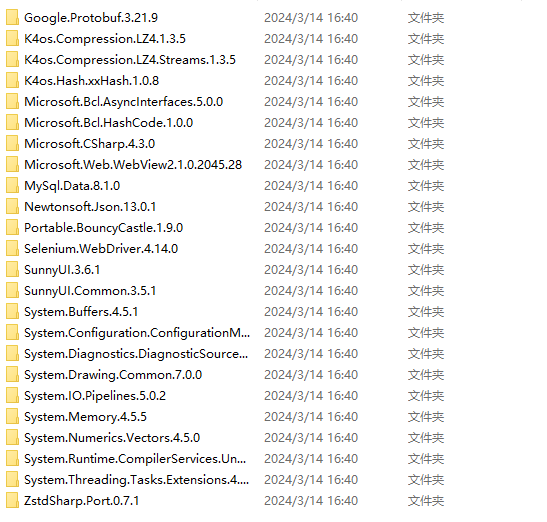 Google.Protobuf.3.21.9 2024/3/14 16:40 文件夹
K4os.Compression.LZ4.1.3.5 2024/3/14 16:40 文件夹
K4os.Compression.LZ4.Streams.1.3.5 2024/3/14 16:40 文件夹
K4os.Hash.xxHash.1.0.8 2024/3/14 16:40 文件夹
Microsoft.Bcl.AsyncInterfaces.5.0.0 2024/3/14 16:40 文件夹
Microsoft.Bcl.HashCode.1.0.0 2024/3/14 16:40 文件夹
Microsoft.CSharp.4.3.0 2024/3/14 16:40 文件夹
Microsoft.Web.WebView2.1.0.2045.28 2024/3/14 16:40 文件夹
MySql.Data.8.1.0 2024/3/14 16:40 文件夹
Newtonsoft.Json.13.0.1 2024/3/14 16:40 文件夹
Portable.BouncyCastle.1.9.0 2024/3/14 16:40 文件夹
Selenium.WebDriver.4.14.0 2024/3/14 16:40 文件夹
SunnyUI.3.6.1 2024/3/14 16:40 文件夹
SunnyUI.Common.3.5.1 2024/3/14 16:40 文件夹
System.Buffers.4.5.1 2024/3/14 16:40 文件夹
System.Configuration.ConfigurationM... 2024/3/14 16:40 文件夹
System.Diagnostics.DiagnosticSource... 2024/3/14 16:40 文件夹
System.Drawing.Common.7.0.0 2024/3/14 16:40 文件夹
System.IO.Pipelines.5.0.2 2024/3/14 16:40 文件夹
System.Memory.4.5.5 2024/3/14 16:40 文件夹
System.Numerics.Vectors.4.5.0 2024/3/14 16:40 文件夹
System.Runtime.CompilerServices.Un... 2024/3/14 16:40 文件夹
System.Threading.Tasks.Extensions.4.... 2024/3/14 16:40 文件夹
ZstdSharp.Port.0.7.1 2024/3/14 16:40 文件夹